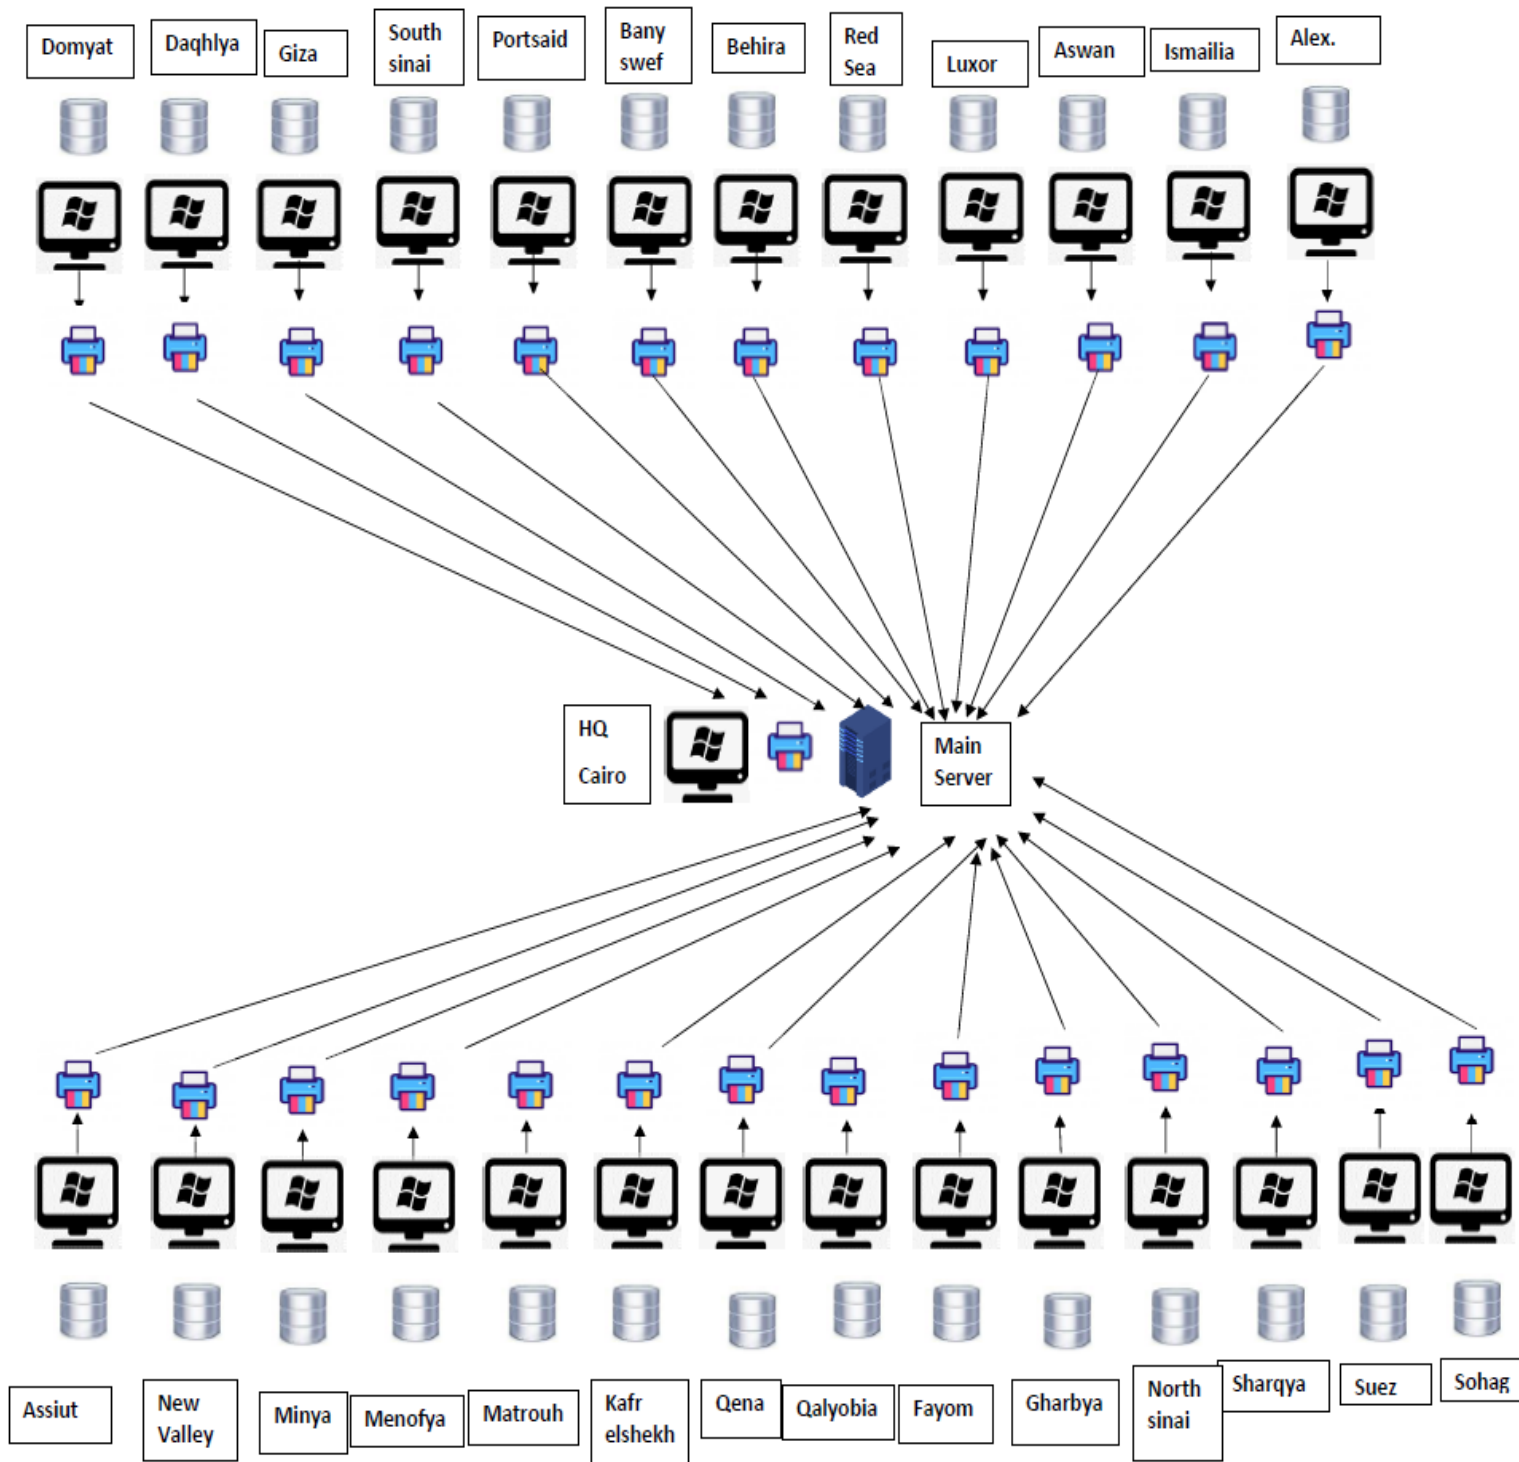 Domyat
Daqhlya
Giza
South
sinai
Portsaid
Bany
swef
Behira
Red
Sea
Luxor
Aswan
Ismailia
Alex.
HQ
Cairo
Main
Server
Assiut
New
Valley
Minya
Menofya
Matrouh
Kafr
elshekh
Qena
Qalyobia
Fayom
Gharbya
North
sinai
Sharqya
Suez
Sohag